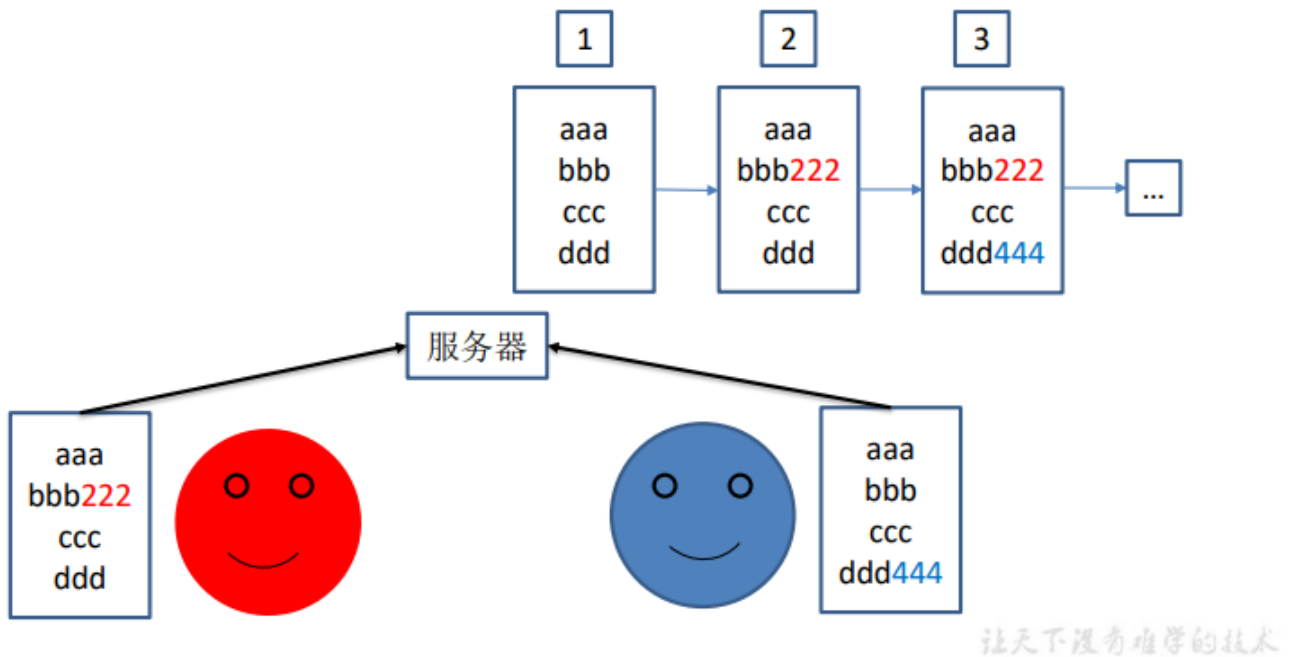 1
2
3
aaa
bbb
ccc
ddd
aaa
bbb222
ccc
ddd
aaa
bbb222
ccc
ddd444
...
服务器
aaa
bbb222
ccc
ddd
aaa
bbb
ccc
ddd444
让天下没有难学的技术